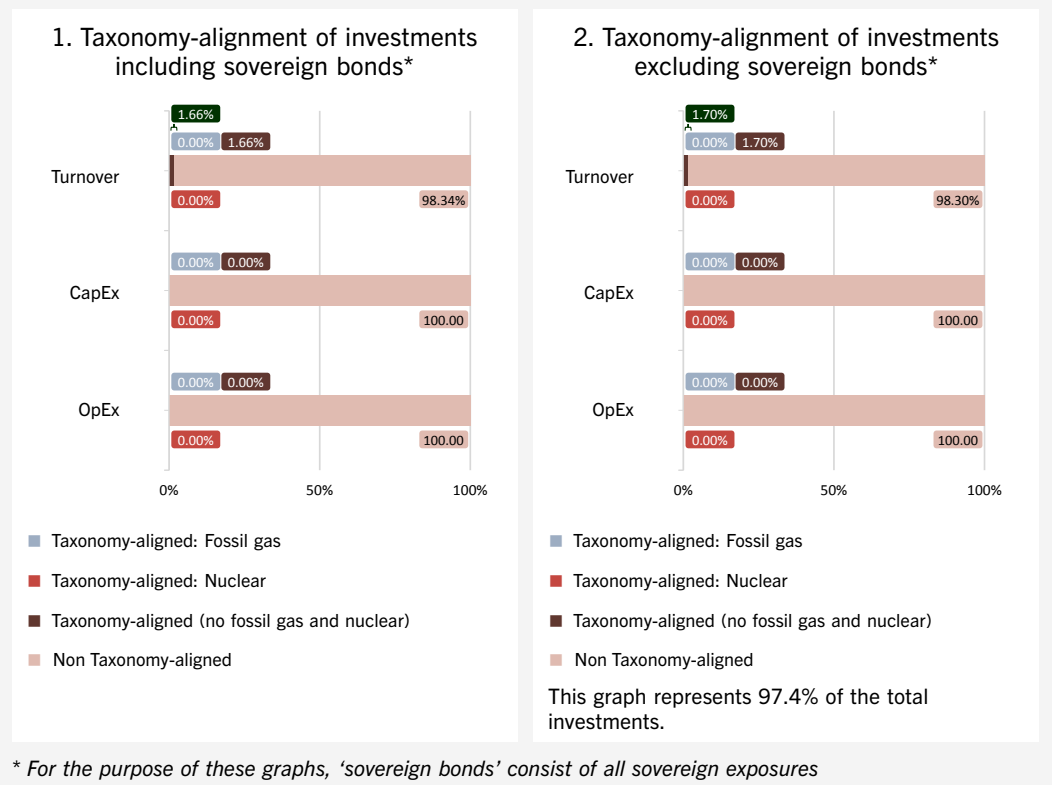 1. Taxonomy-alignment of investments
including sovereign bonds*
1.66%
0.00% 1.66%
Turnover
0.00% 98.34%
0.00% 0.00%
CapEx
0.00% 100.00
0.00% 0.00%
OpEx
0.00% 100.00
0% 50% 100%
Taxonomy-aligned: Fossil gas
Taxonomy-aligned: Nuclear
Taxonomy-aligned (no fossil gas and nuclear)
Non Taxonomy-aligned
2. Taxonomy-alignment of investments
excluding sovereign bonds*
1.70%
0.00% 1.70%
Turnover
0.00% 98.30%
0.00% 0.00%
CapEx
0.00% 100.00
0.00% 0.00%
OpEx
0.00% 100.00
0% 50% 100%
Taxonomy-aligned: Fossil gas
Taxonomy-aligned: Nuclear
Taxonomy-aligned (no fossil gas and nuclear)
Non Taxonomy-aligned
This graph represents 97.4% of the total
investments.
* For the purpose of these graphs, ‘sovereign bonds’ consist of all sovereign exposures